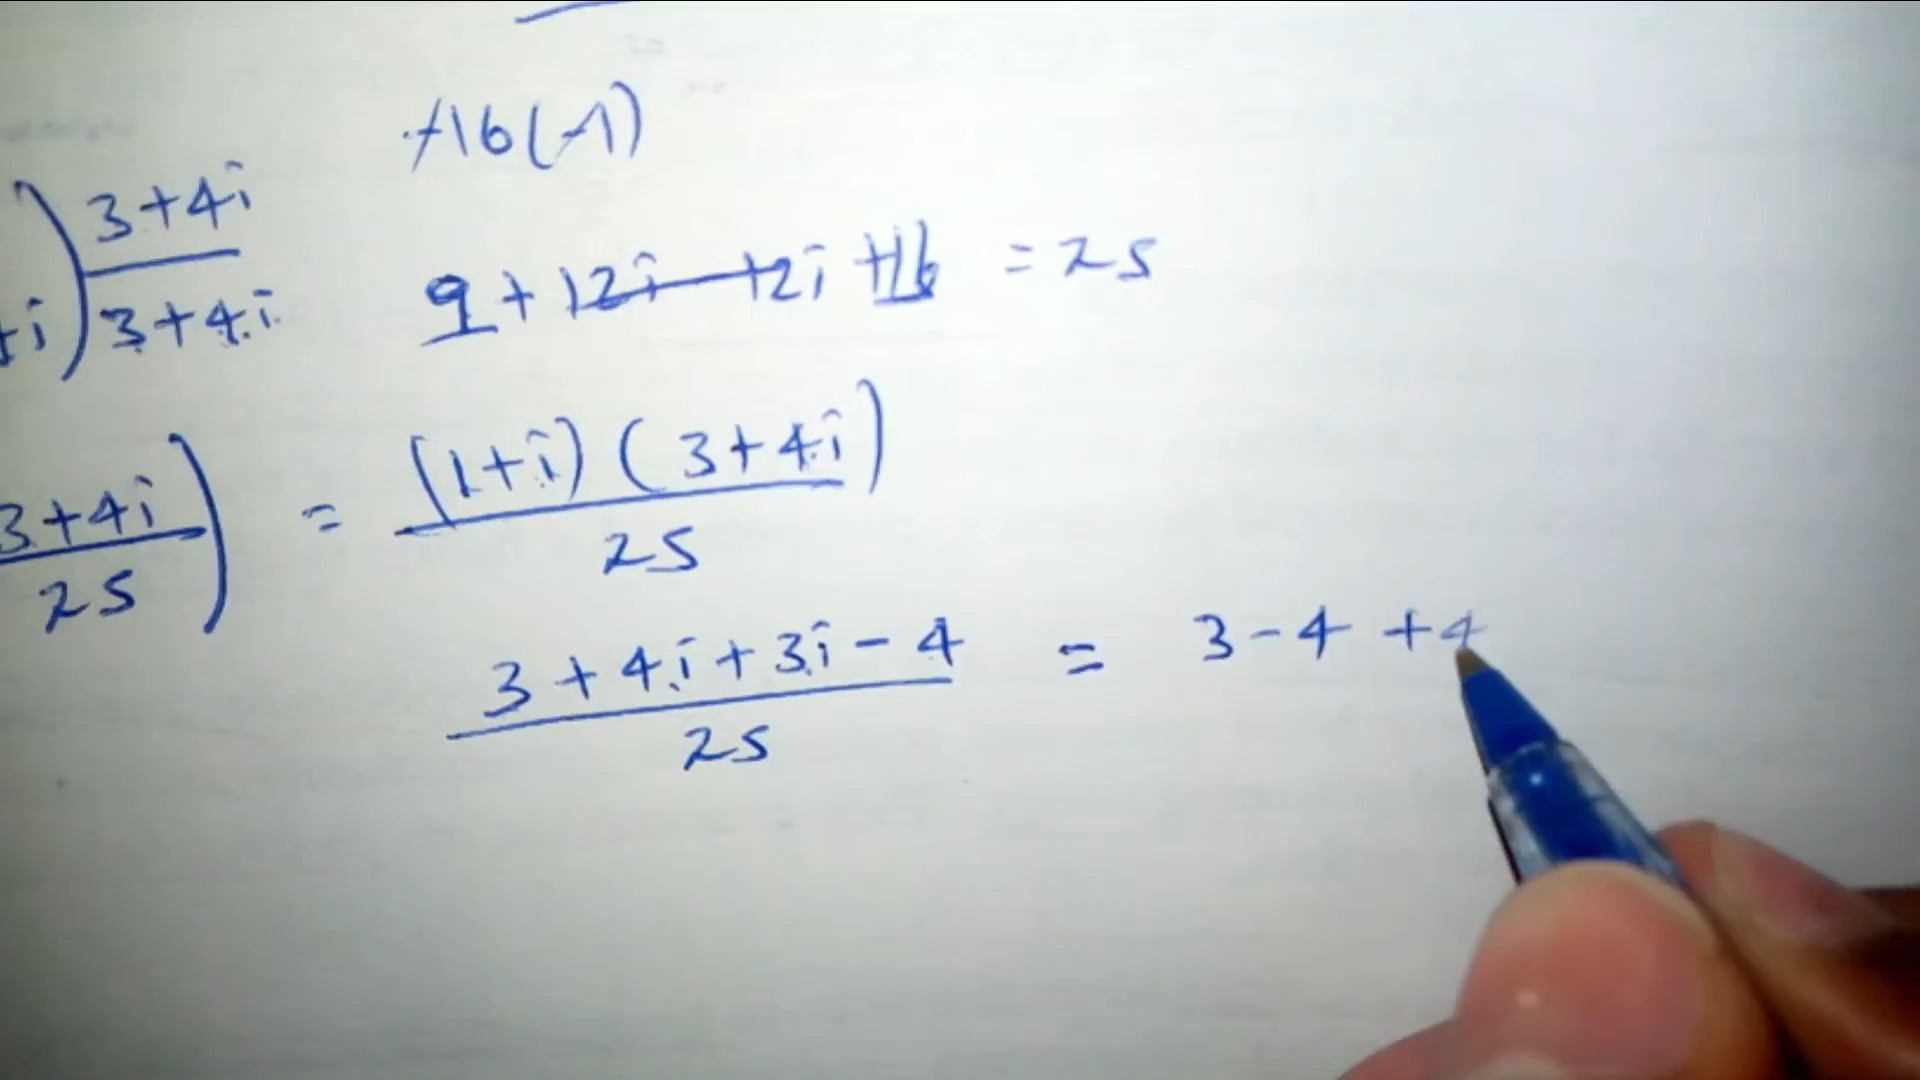 +16(-1)
3+4i
+i) 3+4i
9 + 12i - 12i + 16 = 25
(1+i) (3+4i)
3+4i) = 
25
25
3 + 4i + 3i - 4 = 3 - 4 + 4
25